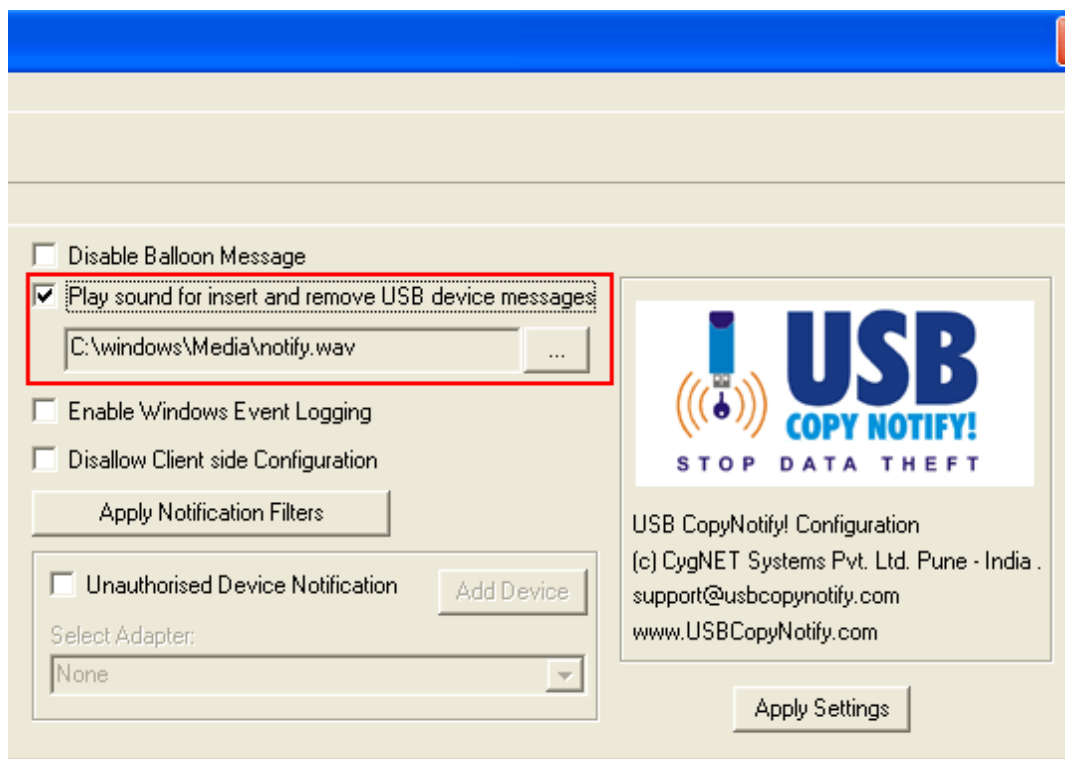 Disable Balloon Message
Play sound for insert and remove USB device messages
C:\windows\Media\notify.wav
...
Enable Windows Event Logging
Disallow Client side Configuration
Apply Notification Filters
Unauthorised Device Notification
Add Device
Select Adapter:
None
USB
COPY NOTIFY!
STOP DATA THEFT
USB CopyNotify! Configuration
(c) CygNET Systems Pvt. Ltd. Pune - India .
support@usbcopynotify.com
www.USBCopyNotify.com
Apply Settings